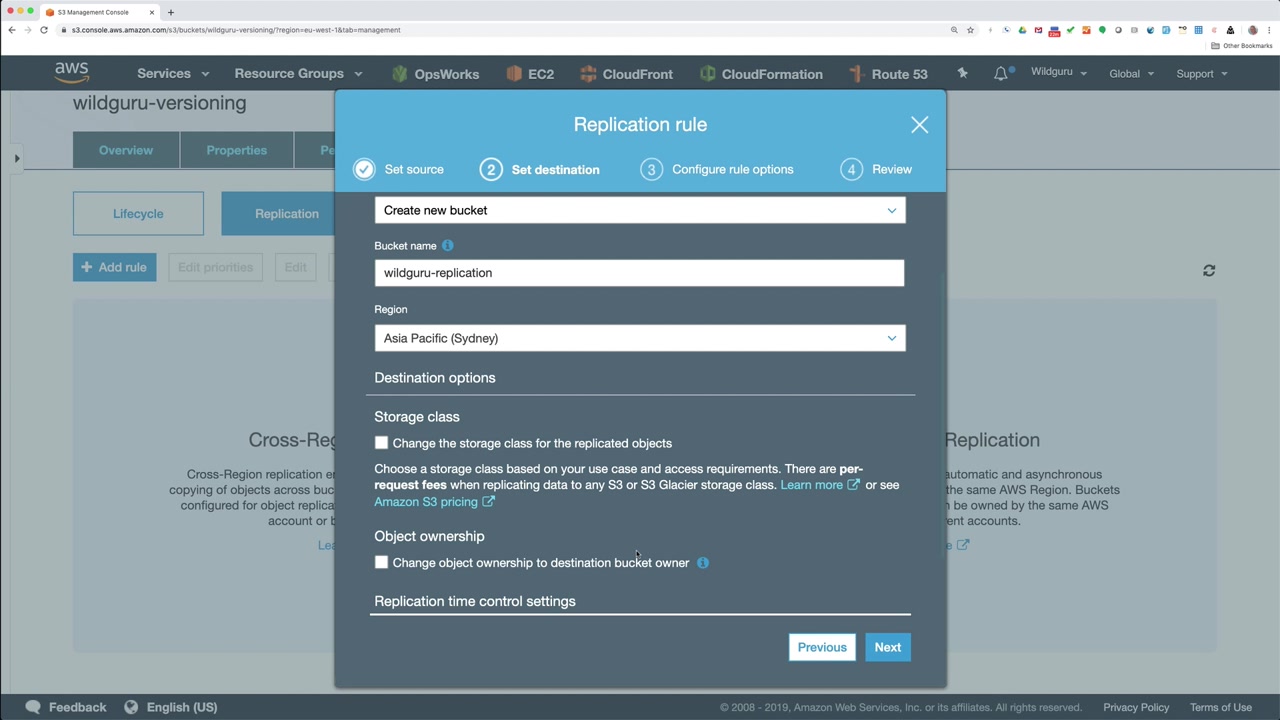 S3 Management Console
s3.console.aws.amazon.com/s3/buckets/wildguru-versioning/?region=eu-west-1&tab=management
Other Bookmarks
aws
Services
Resource Groups
OpsWorks
EC2
CloudFront
CloudFormation
Route 53
Wildguru
Global
Support
wildguru-versioning
Overview
Properties
Pe
Lifecycle
Replication
Add rule
Edit priorities
Edit
Replication rule
Set source
2 Set destination
3 Configure rule options
4 Review
Create new bucket
Bucket name
wildguru-replication
Region
Asia Pacific (Sydney)
Destination options
Storage class
Change the storage class for the replicated objects
Choose a storage class based on your use case and access requirements. There are per-
request fees when replicating data to any S3 or S3 Glacier storage class. Learn more or see
Amazon S3 pricing
Object ownership
Change object ownership to destination bucket owner
Replication time control settings
Previous
Next
Cross-Reg
Cross-Region replication en
copying of objects across buc
configured for object replica
account or b
Lea
Replication
automatic and asynchronous
the same AWS Region. Buckets
n be owned by the same AWS
ent accounts.
e
Feedback
English (US)
© 2008 - 2019, Amazon Web Services, Inc. or its affiliates. All rights reserved.
Privacy Policy
Terms of Use